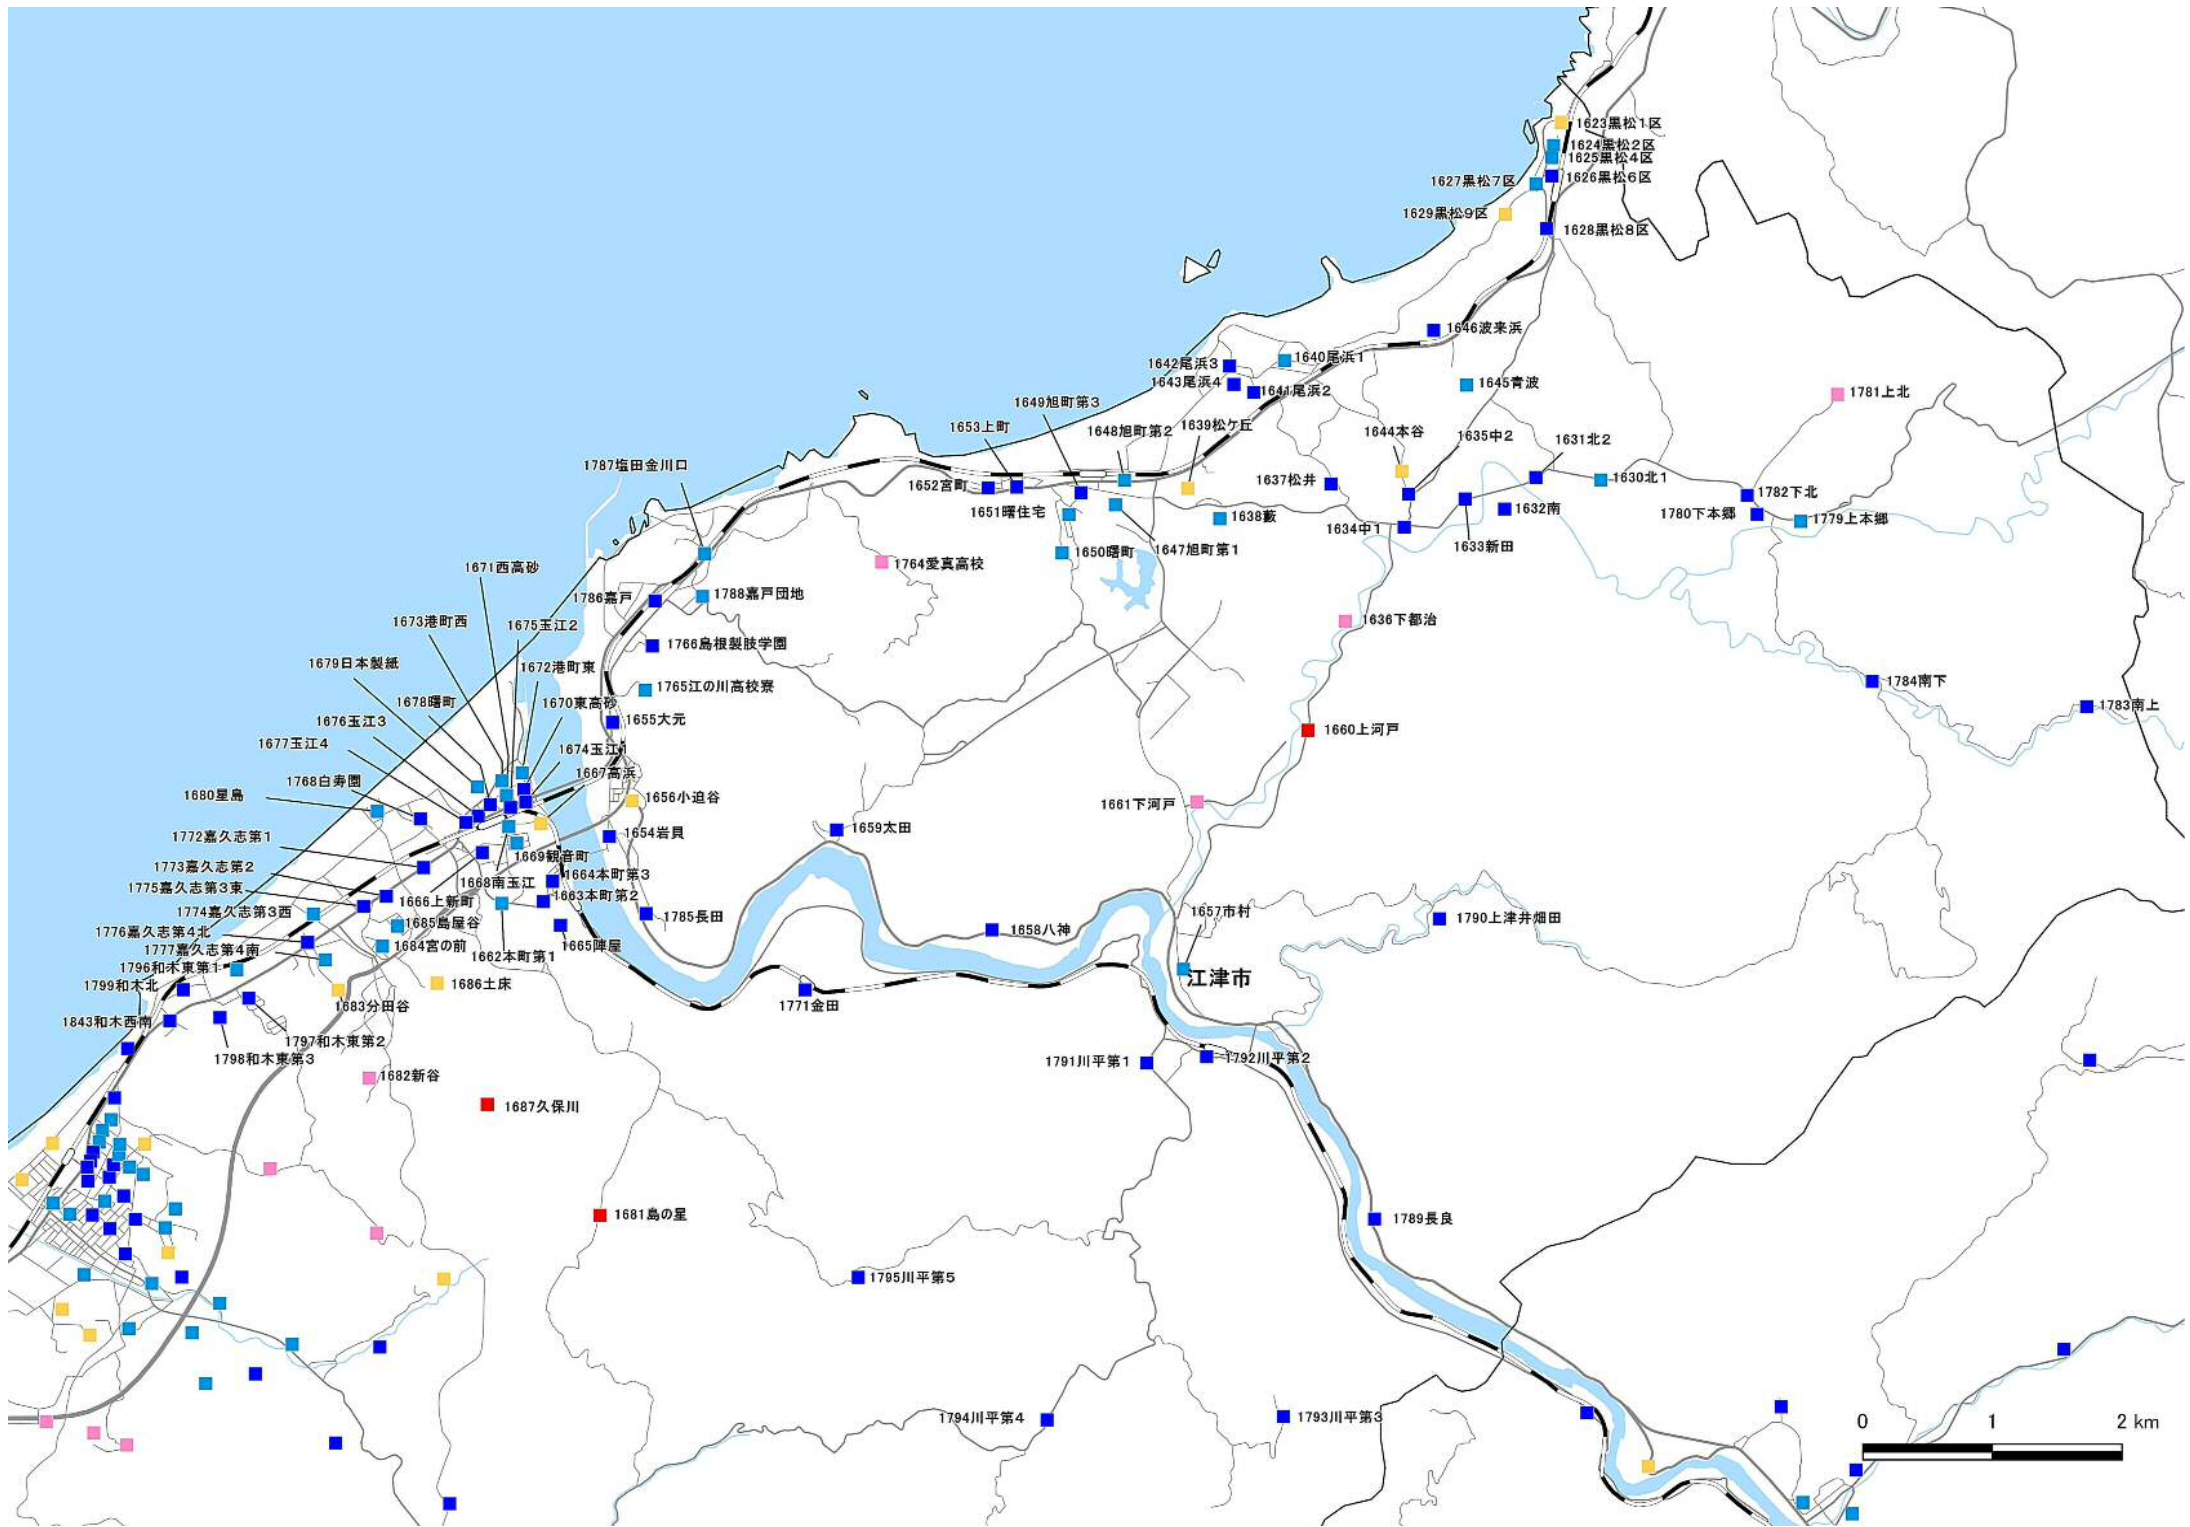 1623黒松1区
1624黒松2区
1625黒松4区
1627黒松7区
1626黒松6区
1629黒松9区
1628黒松8区
1646波来浜
1642尾浜3
1640尾浜1
1643尾浜4
1641尾浜2
1645青波
1781上北
1649旭町第3
1653上町
1648旭町第2
1639松ケ丘
1644本谷
1635中2
1631北2
1787塩田金川口
1652宮町
1637松井
1630北1
1782下北
1651曙住宅
1638藪
1632南
1780下本郷
1779上本郷
1634中1
1633新田
1650曙町
1647旭町第1
1764愛真高校
1671西高砂
1786嘉戸
1788嘉戸団地
1673港町西
1675玉江2
1636下都治
1766島根製肢学園
1679日本製紙
1672港町東
1765江の川高校寮
1784南下
1678曙町
1670東高砂
1783南上
1676玉江3
1655大元
1660上河戸
1677玉江4
1674玉江1
1667高浜
1768白寿園
1680星島
1656小迫谷
1661下河戸
1772嘉久志第1
1654岩貝
1659太田
1669観音町
1773嘉久志第2
1664本町第3
1668南玉江
1775嘉久志第3東
1666上新町
1663本町第2
1774嘉久志第3西
1785長田
1657市村
1790上津井畑田
1685島屋谷
1776嘉久志第4北
1658八神
1684宮の前
1665陣屋
1777嘉久志第4南
1662本町第1
1796和木東第1
江津市
1799和木北
1686土床
1683分田谷
1771金田
1843和木西南
1797和木東第2
1798和木東第3
1791川平第1
1792川平第2
1682新谷
1687久保川
1681島の星
1789長良
1795川平第5
1794川平第4
1793川平第3
0 1 2 km